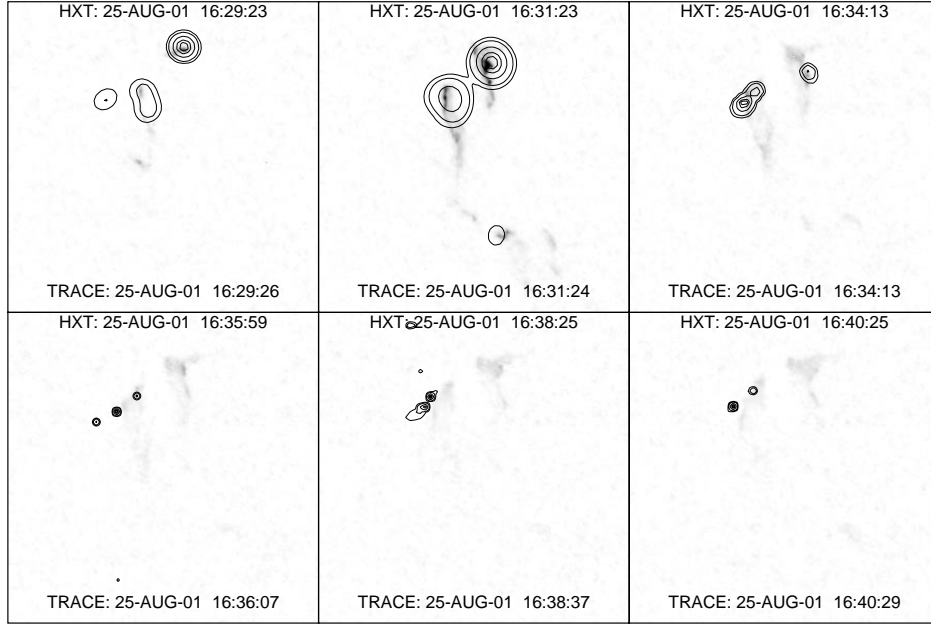 HXT: 25-AUG-01 16:29:23
HXT: 25-AUG-01 16:31:23
HXT: 25-AUG-01 16:34:13
TRACE: 25-AUG-01 16:29:26
TRACE: 25-AUG-01 16:31:24
TRACE: 25-AUG-01 16:34:13
HXT: 25-AUG-01 16:35:59
HXT: 25-AUG-01 16:38:25
HXT: 25-AUG-01 16:40:25
TRACE: 25-AUG-01 16:36:07
TRACE: 25-AUG-01 16:38:37
TRACE: 25-AUG-01 16:40:29